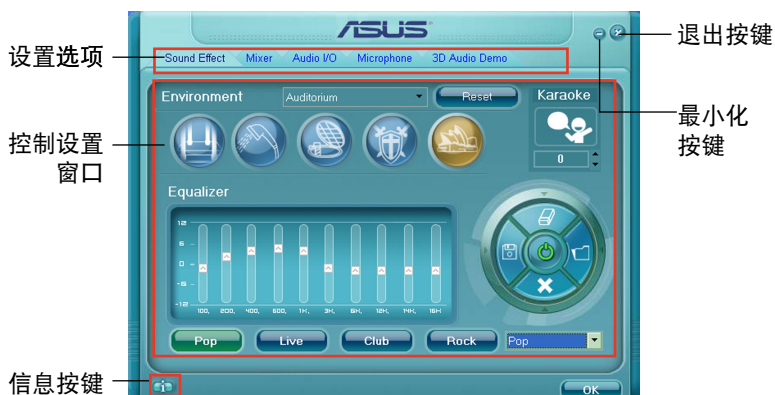 ASUS
退出按键
设置选项
Sound Effect Mixer Audio I/O Microphone 3D Audio Demo
最小化
按键
控制设置
窗口
Environment Auditorium Reset Karaoke
0
Equalizer
12
6
0
-6
-12
100, 200, 400, 600, 1K, 3K, 6K, 12K, 14K, 16K
Pop Live Club Rock Pop
信息按键
i
OK